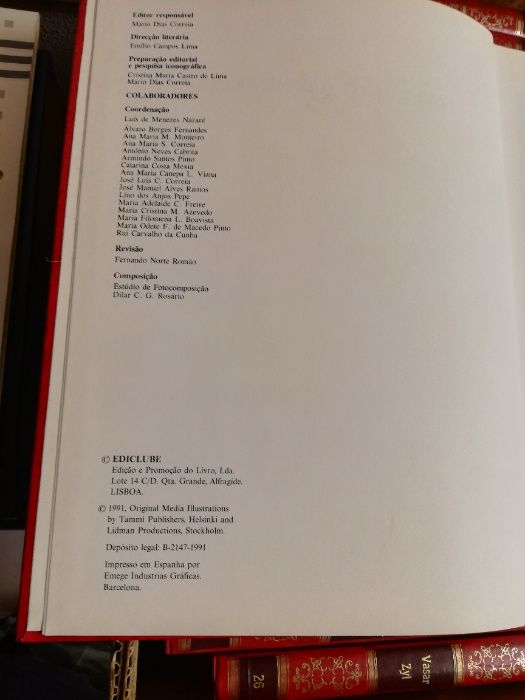 Editor responsável
Mário Dias Correia
Direcção literária
Emílio Campos Lima
Preparação editorial
e pesquisa iconográfica
Cristina Maria Castro de Lima
Mário Dias Correia
COLABORADORES
Coordenação
Luís de Menezes Nazaré
Álvaro Borges Fernandes
Ana Maria M. Monteiro
Ana Maria S. Correia
António Neves Cabrita
Armindo Santos Pinto
Catarina Costa Mexia
Ana Maria Canepa L. Viana
José Luís C. Correia
José Manuel Alves Ramos
Lino dos Anjos Pepe
Maria Adelaide C. Freire
Maria Cristina M. Azevedo
Maria Filomena L. Boavista
Maria Odete F. de Macedo Pinto
Rui Carvalho da Cunha
Revisão
Fernando Norte Romão
Composição
Estúdio de Fotocomposição
Dilar C. G. Rosário
© EDICLUBE
Edição e Promoção do Livro, Lda.
Lote 14 C/D. Qta. Grande, Alfragide.
LISBOA.
© 1991, Original Media Illustrations
by Tammi Publishers, Helsinki and
Lidman Productions, Stockholm.
Depósito legal: B-2147-1991
Impresso em Espanha por
Emege Industrias Gráficas.
Barcelona.
26
Vasar
Zyl